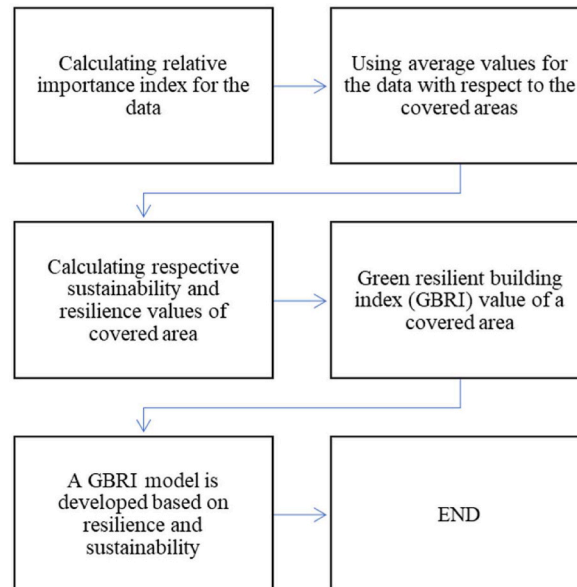 Calculating relative
importance index for the
data
Using average values for
the data with respect to the
covered areas
Calculating respective
sustainability and
resilience values of
covered area
Green resilient building
index (GBRI) value of a
covered area
A GBRI model is
developed based on
resilience and
sustainability
END